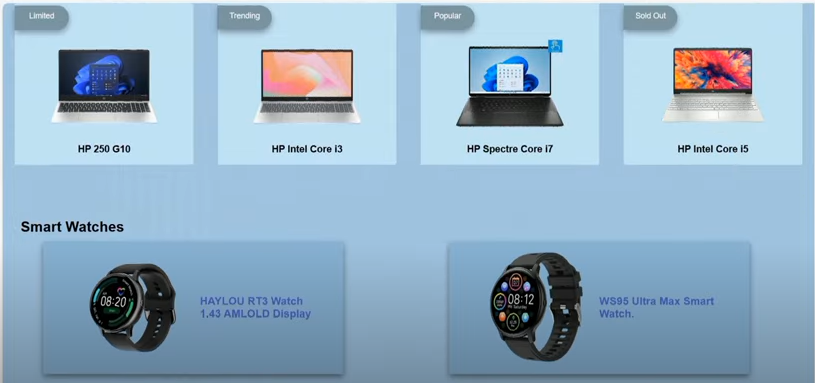 Limited
Trending
Popular
Sold Out
HP 250 G10
HP Intel Core i3
HP Spectre Core i7
HP Intel Core i5
Smart Watches
08:20
HAYLOU RT3 Watch
1.43 AMLOLD Display
08:12
WS95 Ultra Max Smart
Watch.